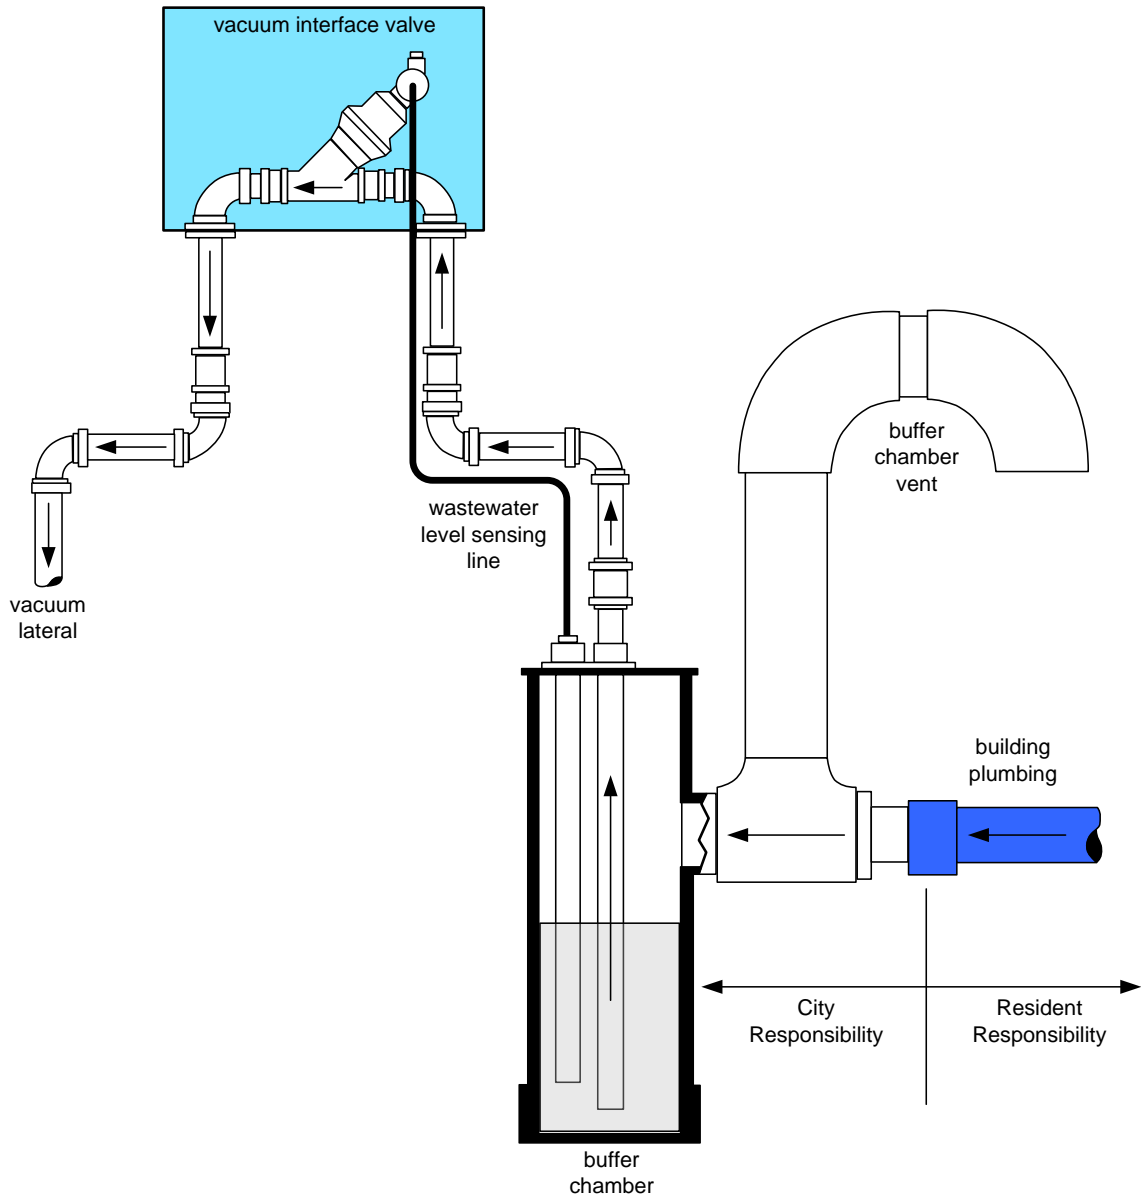 vacuum interface valve
buffer
chamber
vent
wastewater
level sensing
line
vacuum
lateral
building
plumbing
City
Responsibility
Resident
Responsibility
buffer
chamber